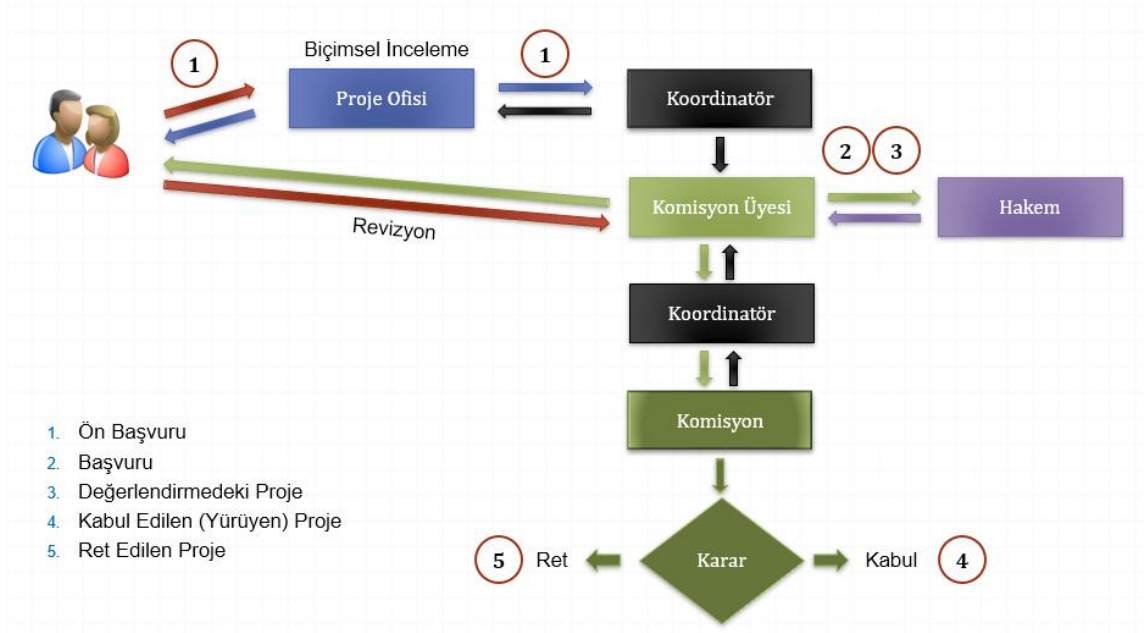 Biçimsel İnceleme
1
1
Proje Ofisi
Koordinatör
2
3
Komisyon Üyesi
Hakem
Revizyon
Koordinatör
Komisyon
1. Ön Başvuru
2. Başvuru
3. Değerlendirmedeki Proje
4. Kabul Edilen (Yürüyen) Proje
5. Ret Edilen Proje
5
Ret
Karar
Kabul
4